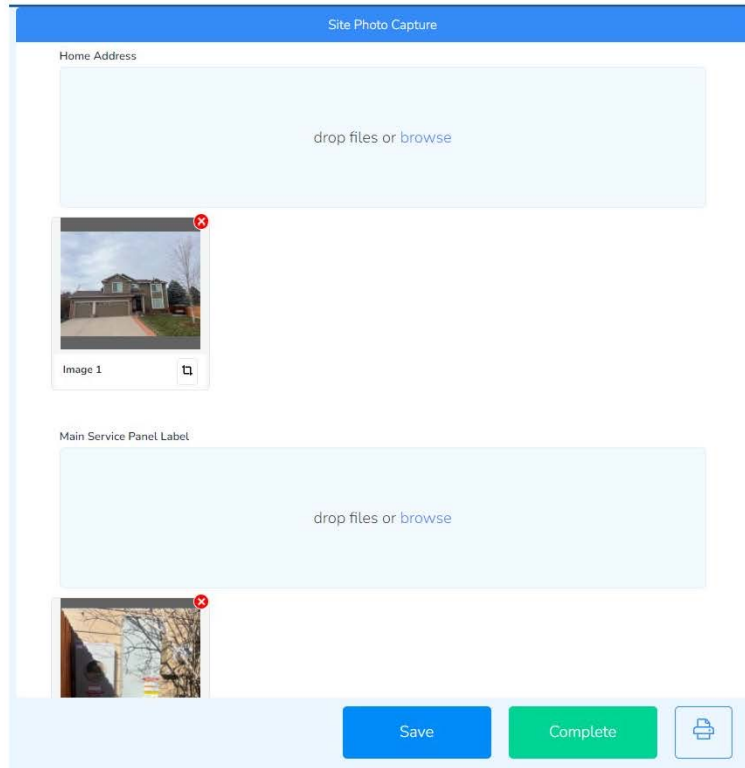 Site Photo Capture
Home Address
drop files or browse
Image 1
Main Service Panel Label
drop files or browse
Save
Complete